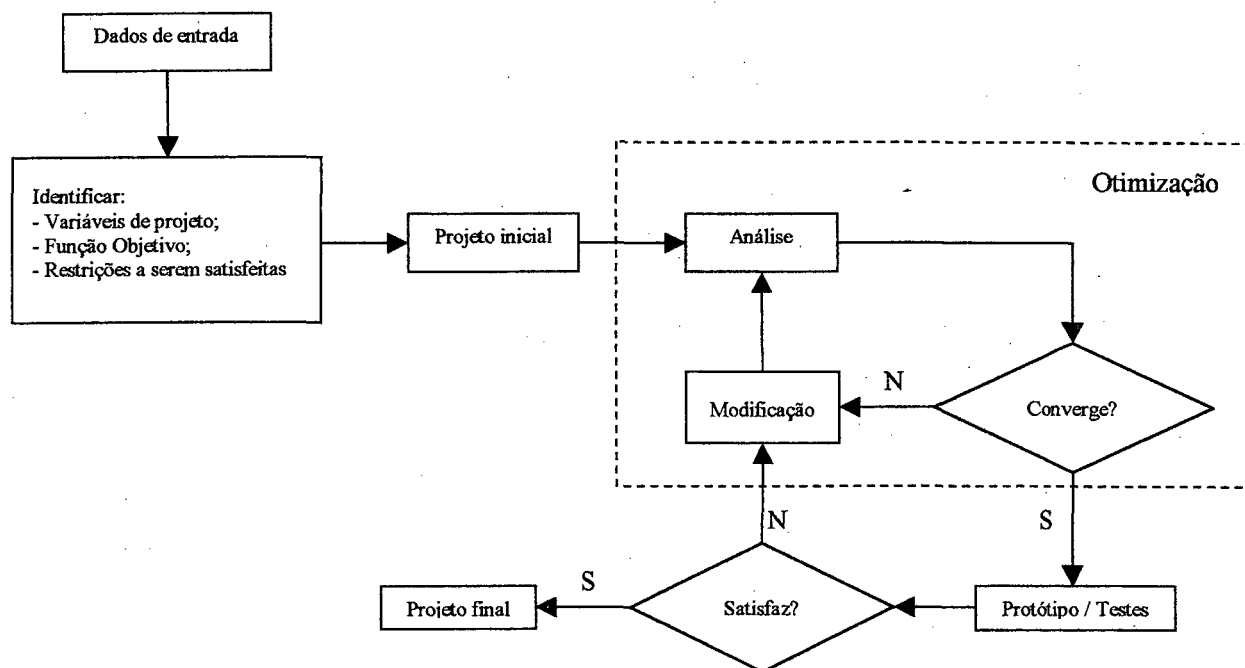 Dados de entrada
Identificar:
- Variáveis de projeto;
- Função Objetivo;
- Restrições a serem satisfeitas
Projeto inicial
Otimização
Análise
Modificação
N
Converge?
N
S
Projeto final
S
Satisfaz?
Protótipo / Testes